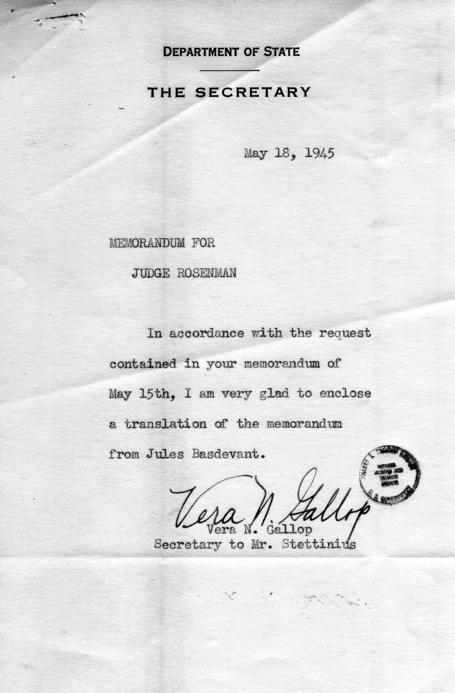 DEPARTMENT OF STATE
THE SECRETARY
May 18, 1945
MEMORANDUM FOR
JUDGE ROSENMAN
In accordance with the request
contained in your memorandum of
May 15th, I am very glad to enclose
a translation of the memorandum
from Jules Basdevant.
Vera N. Gallop
Vera N. Gallop
Secretary to Mr. Stettinius